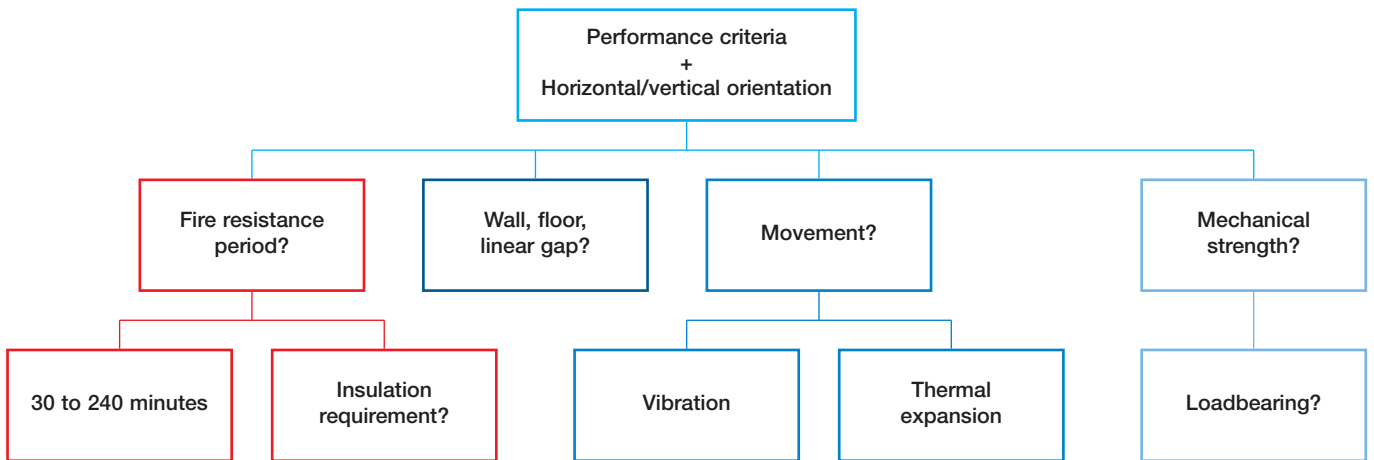 Performance criteria
+
Horizontal/vertical orientation
Fire resistance
period?
Wall, floor,
linear gap?
Movement?
Mechanical
strength?
30 to 240 minutes
Insulation
requirement?
Vibration
Thermal
expansion
Loadbearing?